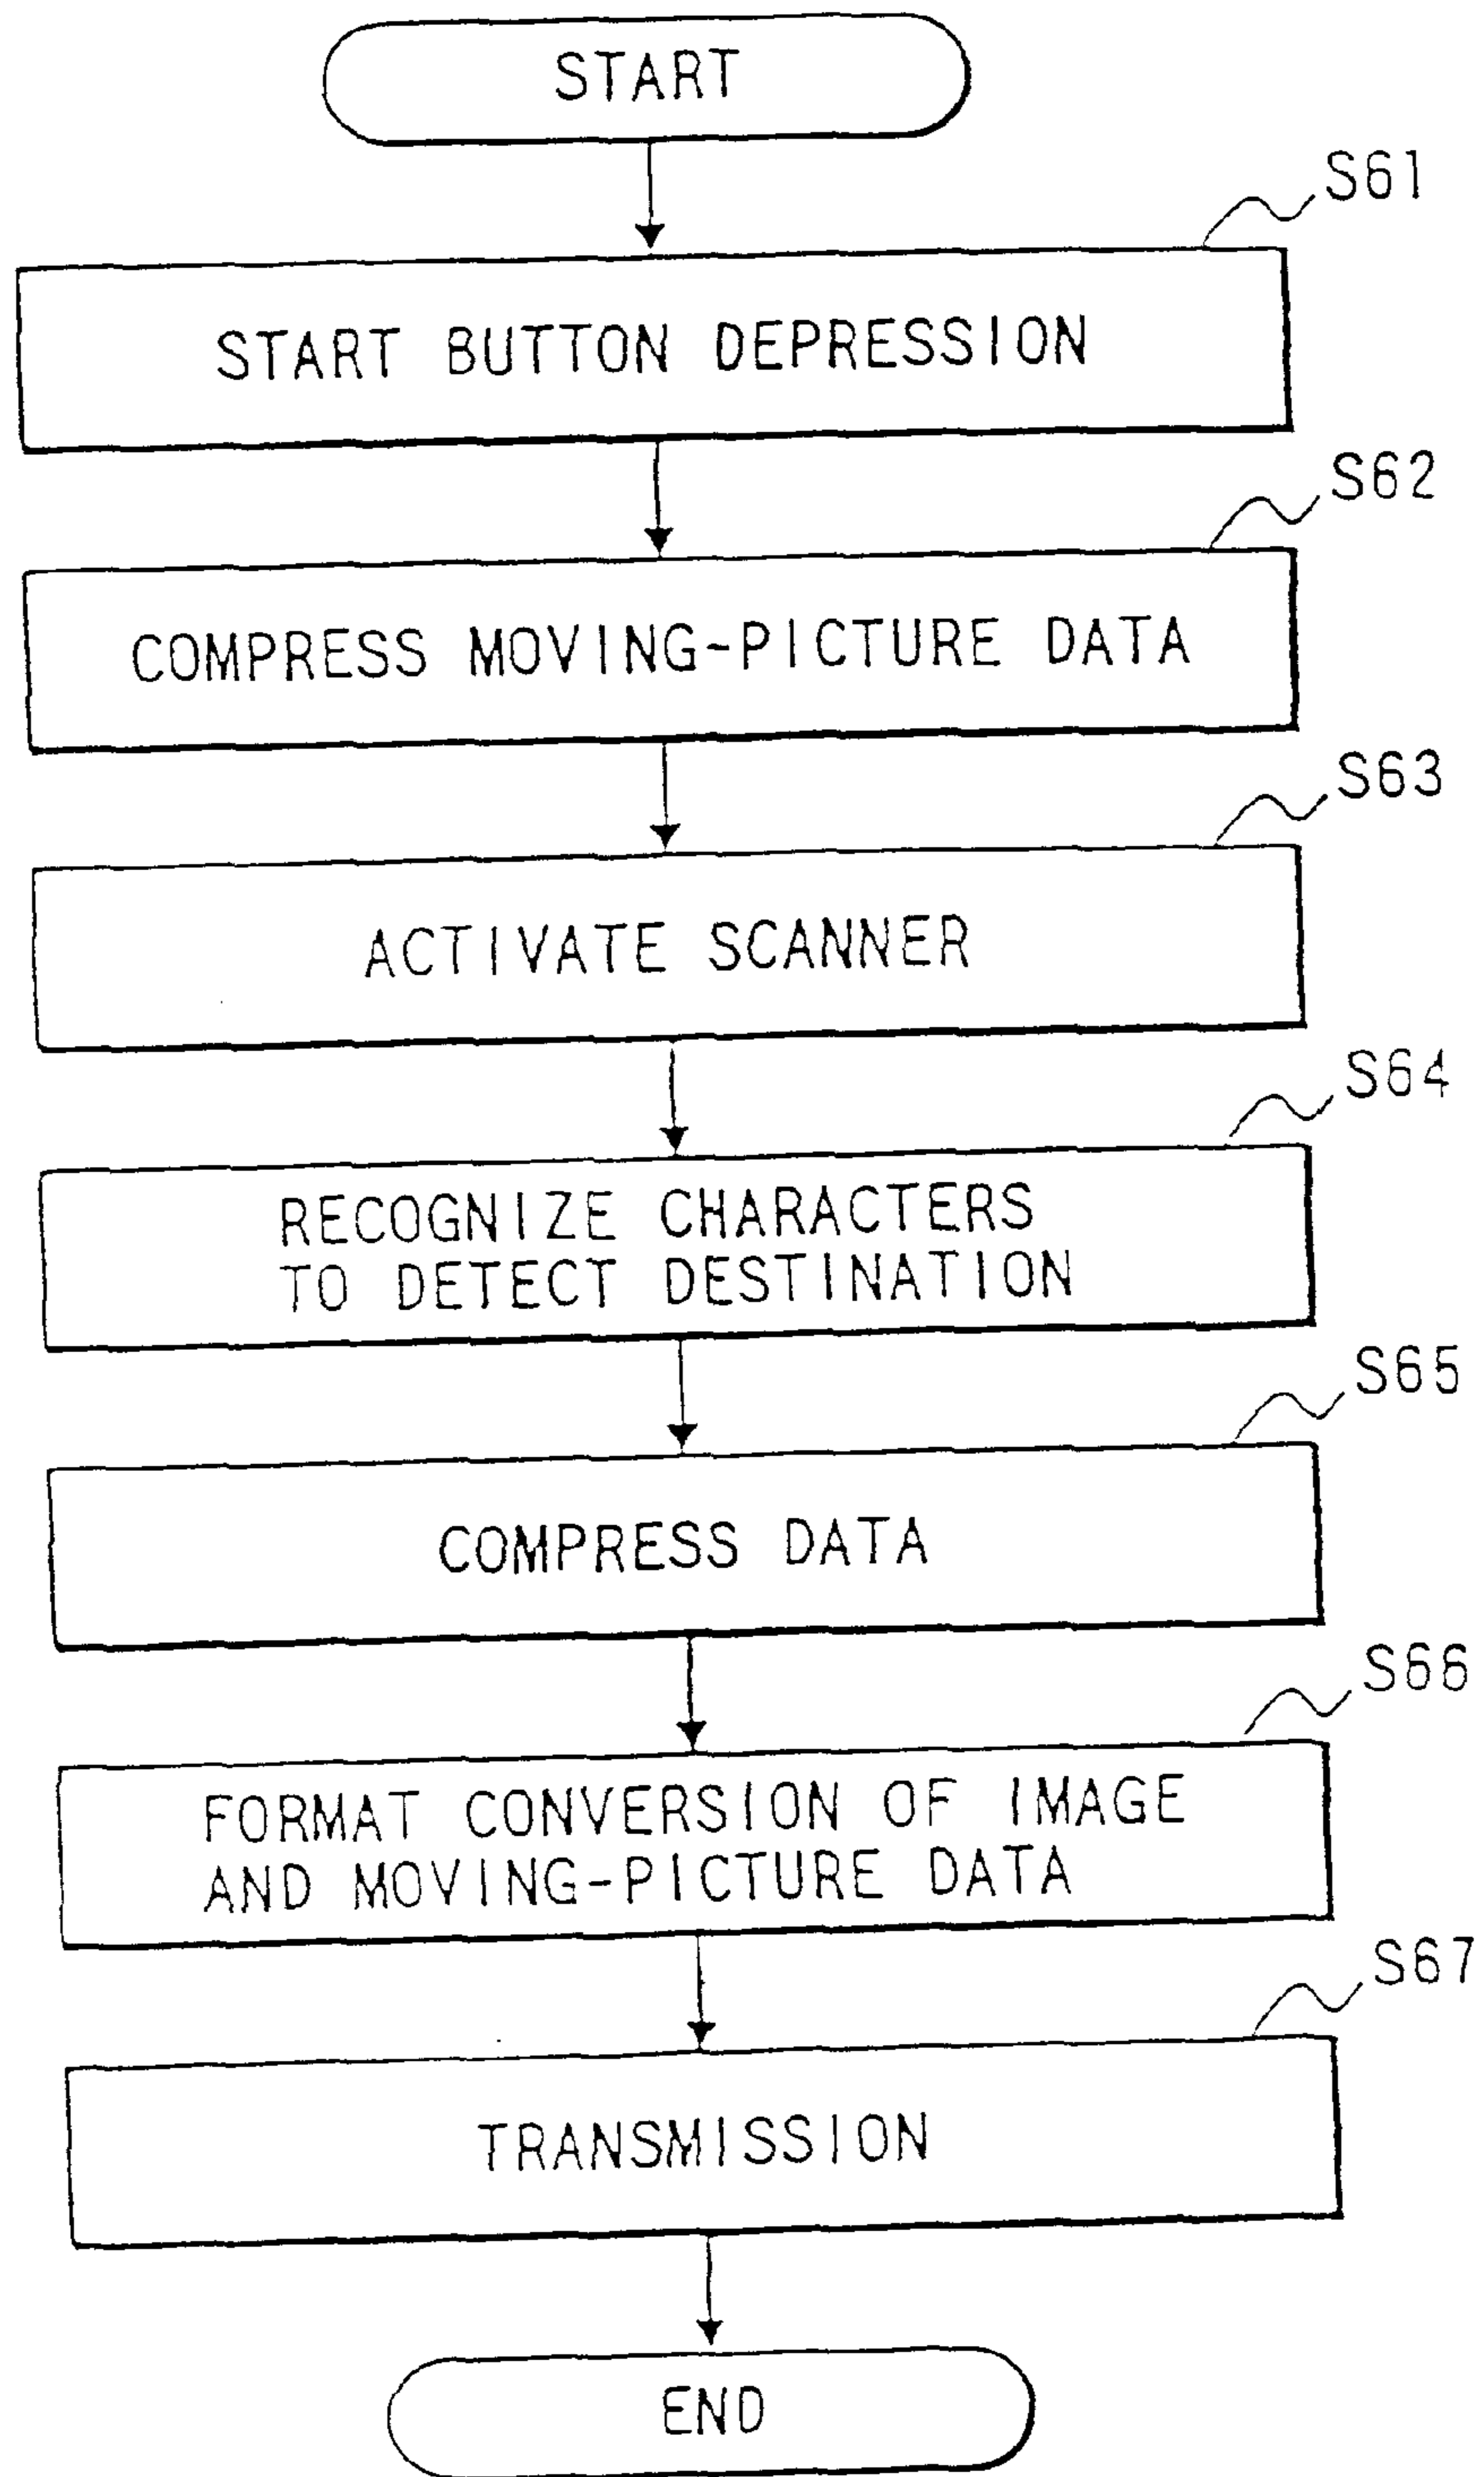 START
S61
START BUTTON DEPRESSION
S62
COMPRESS MOVING-PICTURE DATA
S63
ACTIVATE SCANNER
S64
RECOGNIZE CHARACTERS
TO DETECT DESTINATION
S65
COMPRESS DATA
S66
FORMAT CONVERSION OF IMAGE
AND MOVING-PICTURE DATA
S67
TRANSMISSION
END